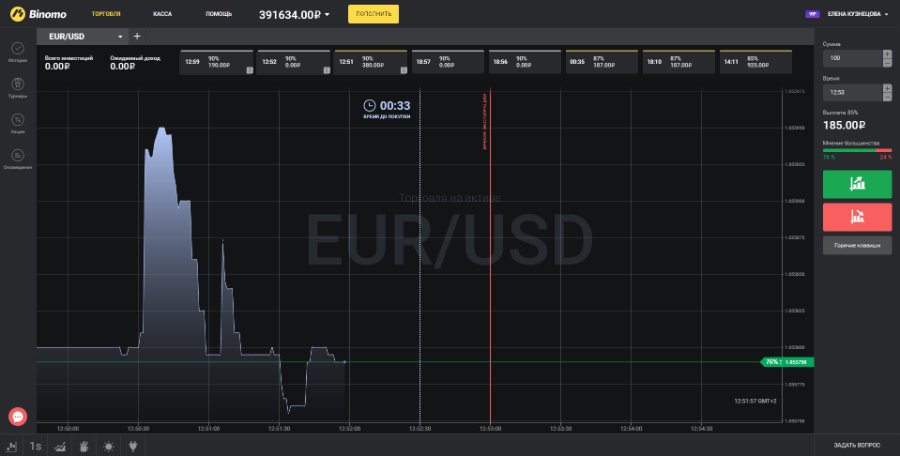 Binomo
ТОРГОВЛЯ
КАССА
ПОМОЩЬ
391634.00₽
ПОПОЛНИТЬ
VIP
ЕЛЕНА КУЗНЕЦОВА
EUR/USD
+
История
Турниры
Акции
Оповещения
Всего инвестиций
0.00₽
Ожидаемый доход
0.00₽
12:59 90% 190.00₽
12:52 90% 0.00₽
12:51 90% 380.00₽
18:57 90% 0.00₽
18:56 90% 0.00₽
00:35 87% 187.00₽
18:10 87% 187.00₽
14:11 85% 925.00₽
00:33
ВРЕМЯ ДО ПОКУПКИ
Торговля на активе
EUR/USD
75% 1.055790
12:51:57 GMT+2
12:50:00 12:50:30 12:51:00 12:51:30 12:52:00 12:52:30 12:53:00 12:53:30 12:54:00 12:54:30
1s
Сумма
100
Время
12:53
Выплата 85%
185.00₽
Мнение большинства
76 % 24 %
Горячие клавиши
ЗАДАТЬ ВОПРОС